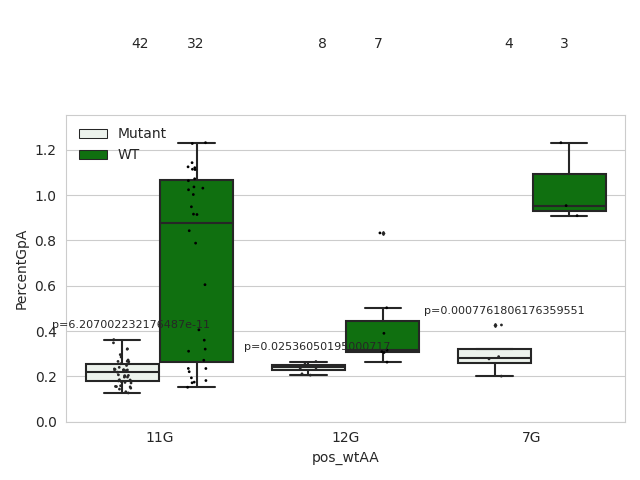 42 32 8 7 4 3
Mutant
WT
1.2
1.0
0.8
0.6
0.4
0.2
0.0
PercentGpA
p=6.207002232176487e-11
p=0.02536050195000717
p=0.0007761806176359551
11G 12G 7G
pos_wtAA